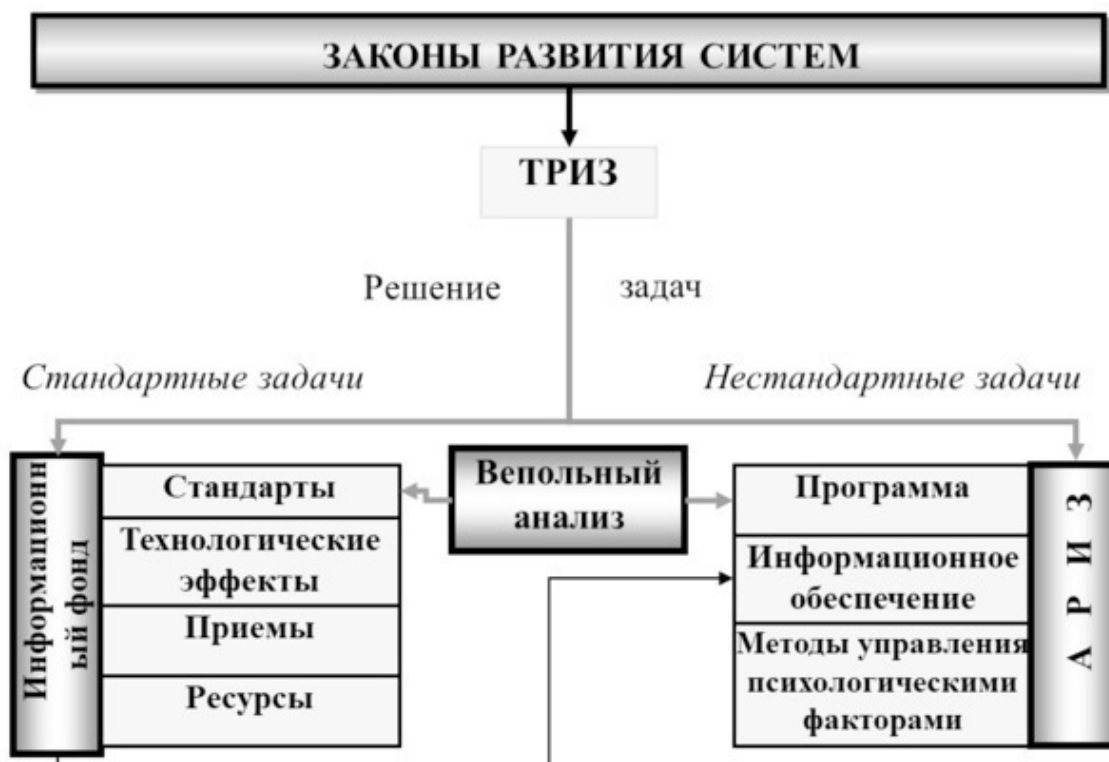 ЗАКОНЫ РАЗВИТИЯ СИСТЕМ
ТРИЗ
Решение задач
Стандартные задачи
Нестандартные задачи
Информационн
ый фонд
Стандарты
Технологические
эффекты
Приемы
Ресурсы
Вепольный
анализ
Программа
Информационное
обеспечение
Методы управления
психологическими
факторами
А Р И З